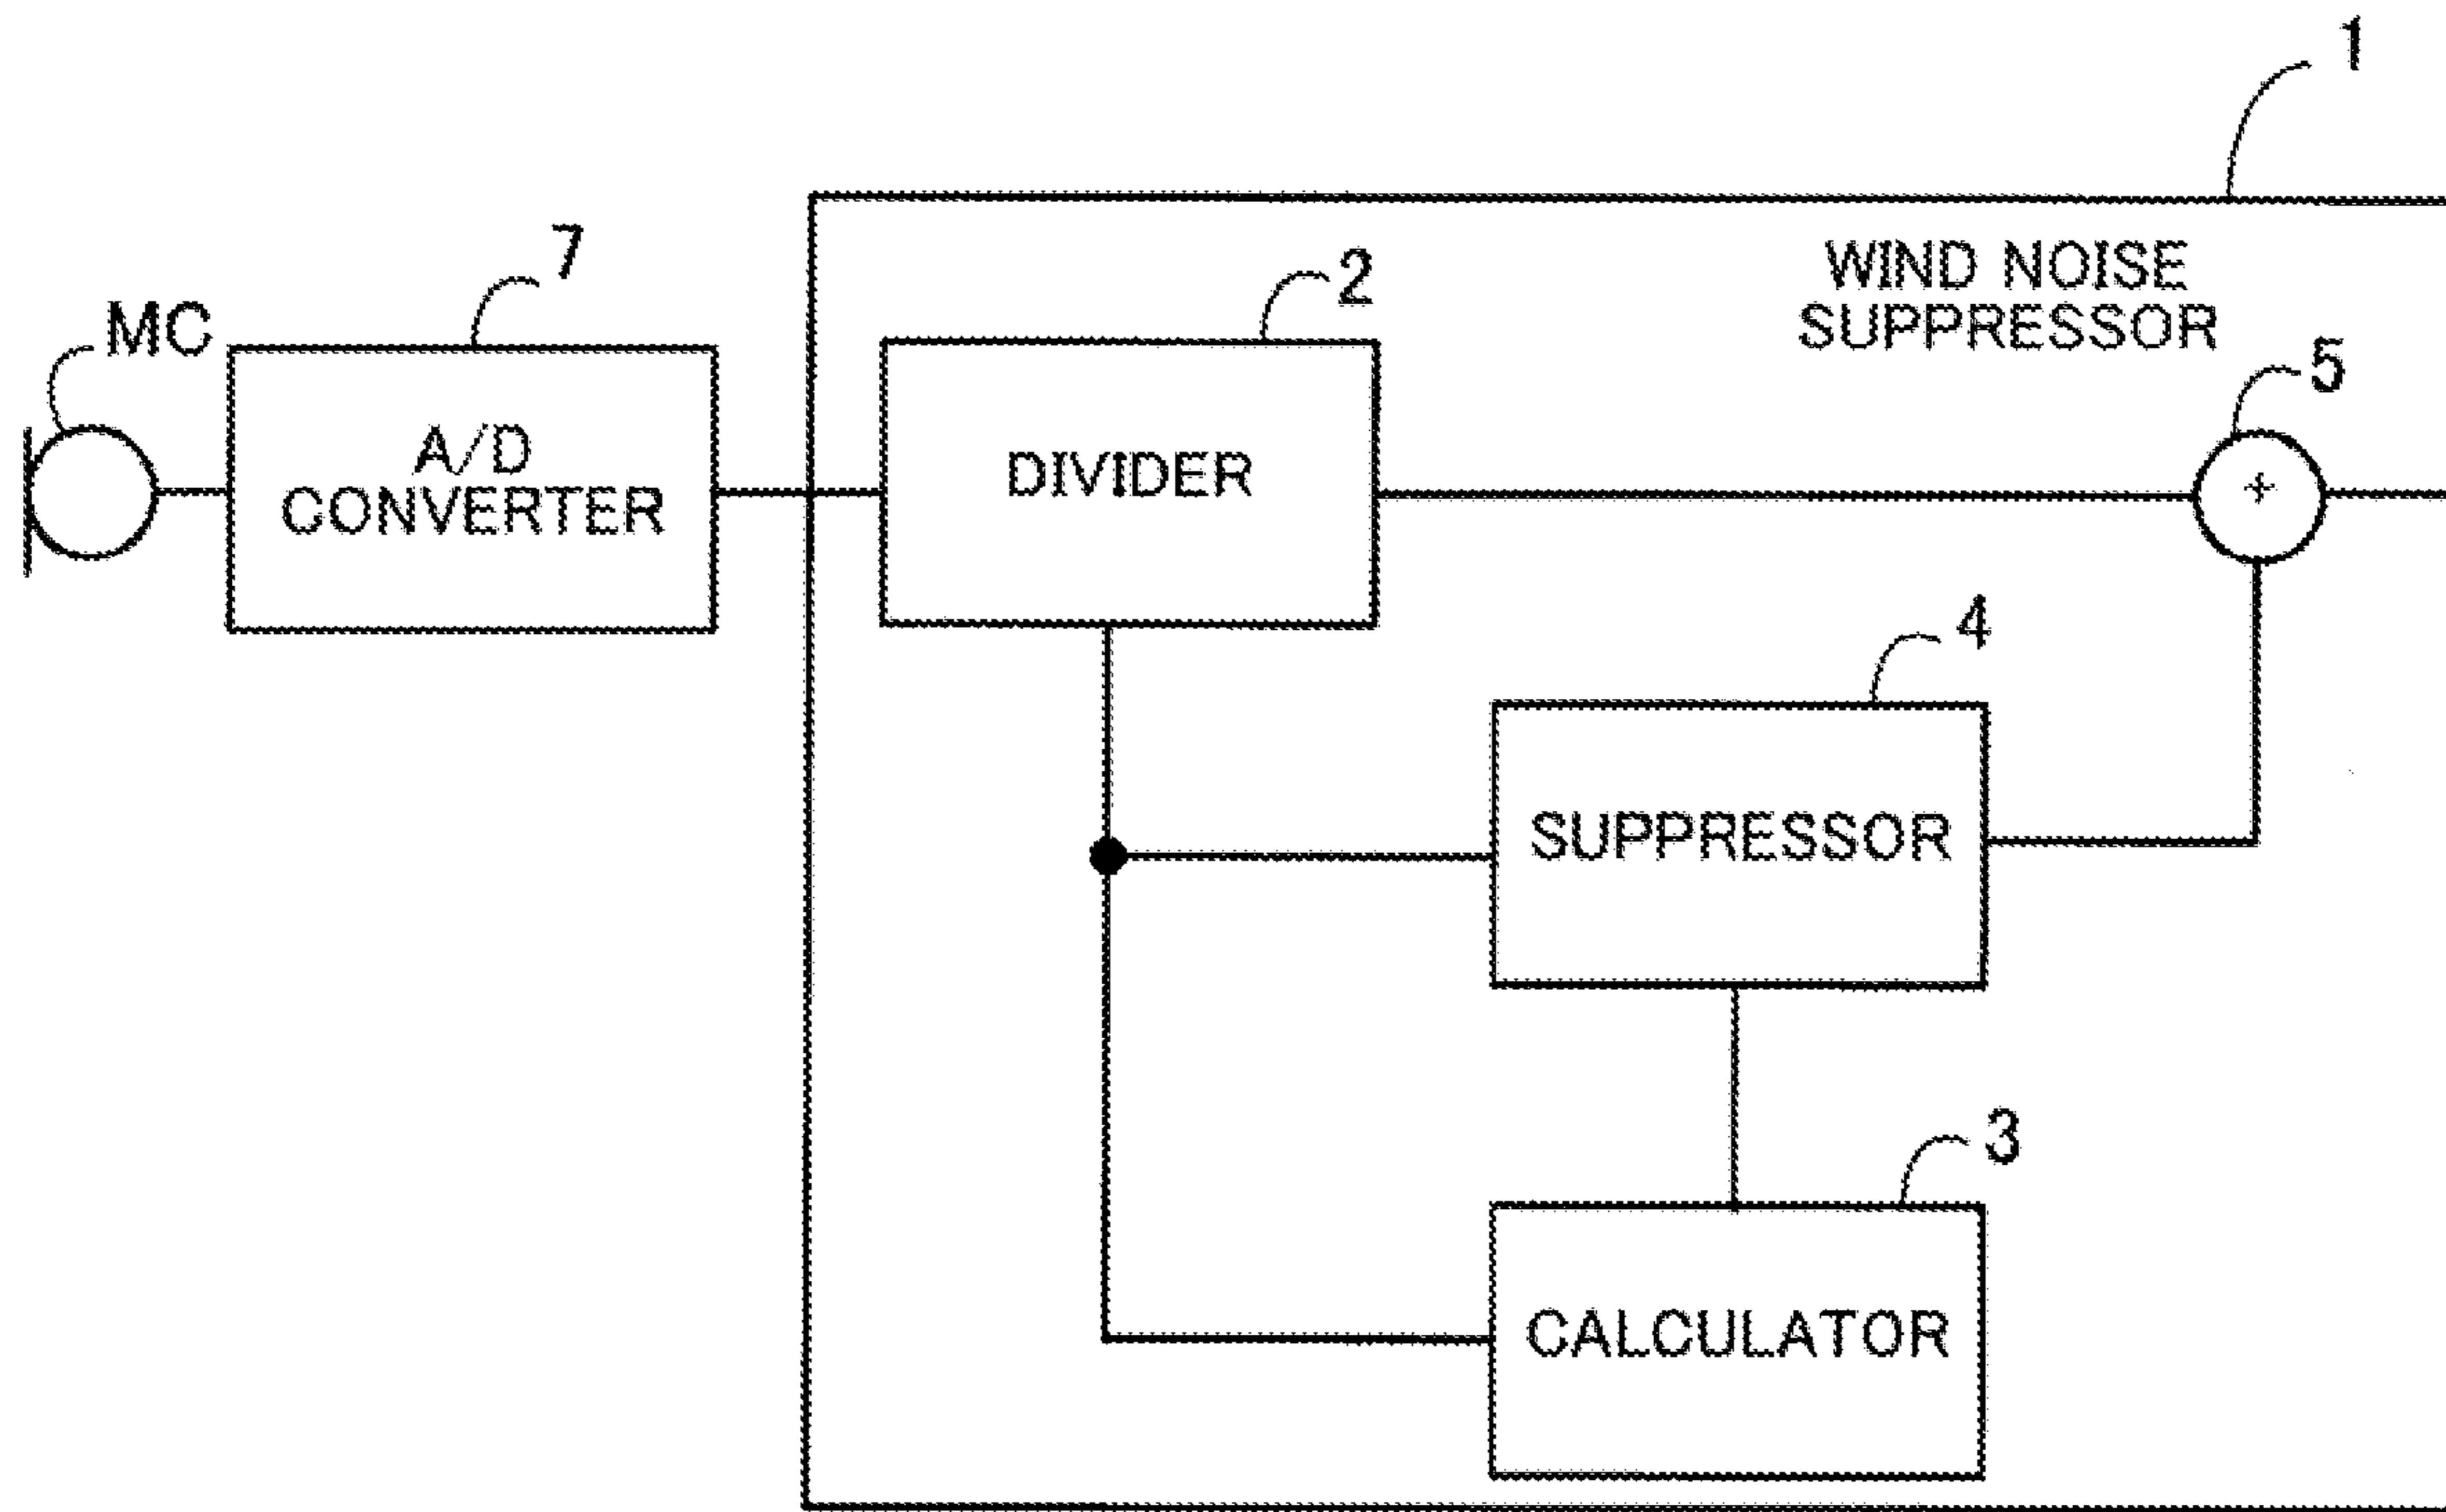 1
7
2
WIND NOISE
SUPPRESSOR
MC
5
A/D
CONVERTER
DIVIDER
+
4
SUPPRESSOR
3
CALCULATOR